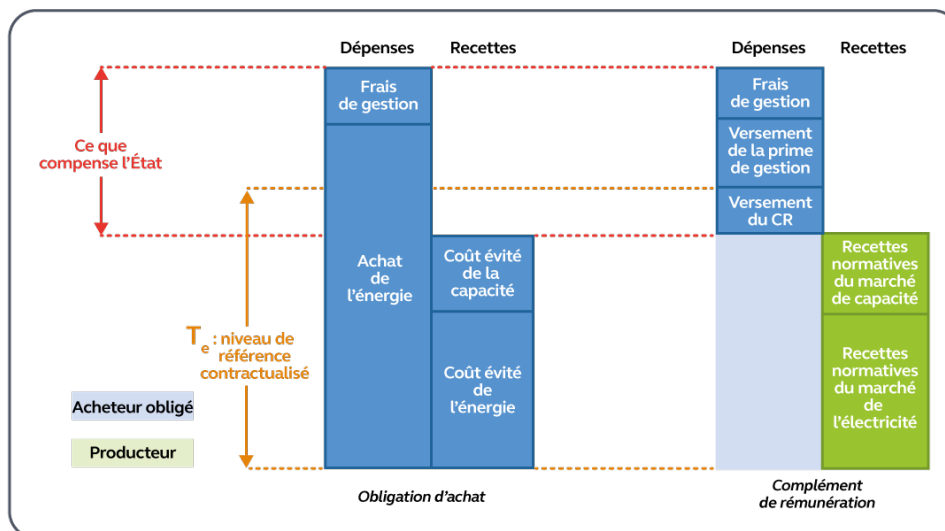 Dépenses
Recettes
Dépenses
Recettes
Frais
de gestion
Achat
de
l'énergie
Coût évité
de la
capacité
Coût évité
de
l'énergie
Frais
de gestion
Versement
de la prime
de gestion
Versement
du CR
Recettes
normatives
du marché
de capacité
Recettes
normatives
du marché
de
l'électricité
Ce que
compense l'État
Te : niveau de
référence
contractualisé
Acheteur obligé
Producteur
Obligation d'achat
Complément
de rémunération